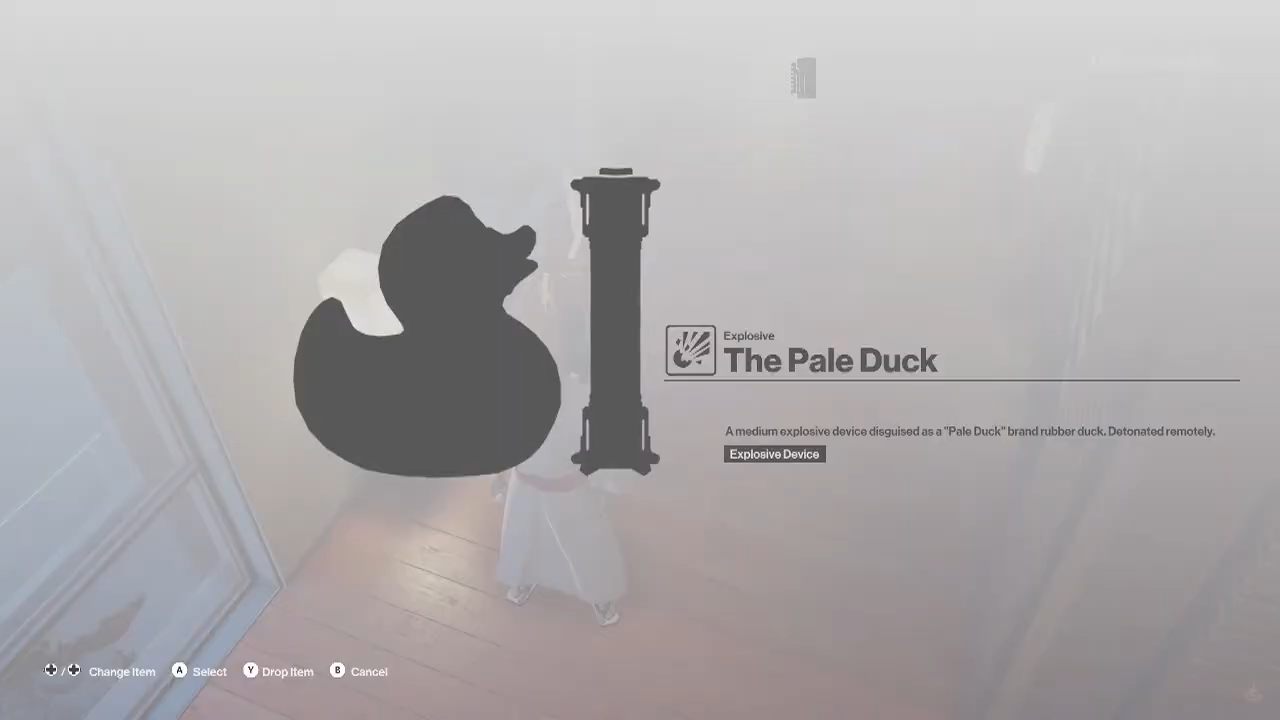 Explosive
The Pale Duck
A medium explosive device disguised as a "Pale Duck" brand rubber duck. Detonated remotely.
Explosive Device
/ Change Item A Select Y Drop Item B Cancel